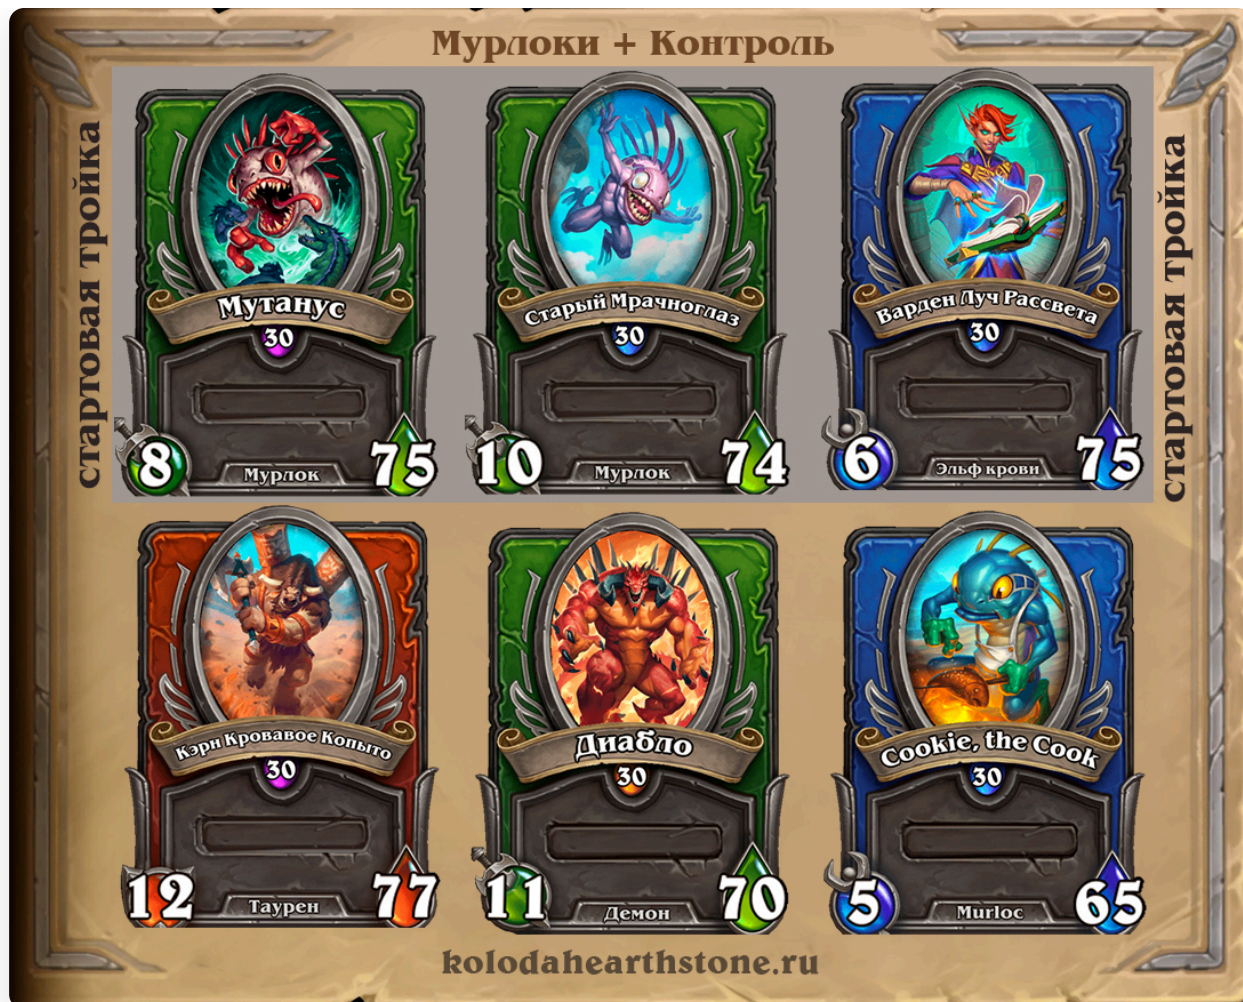 Мурлоки + Контроль
стартовая тройка
стартовая тройка
Мутанус
30
8
Мурлок
75
Старый Мрачноглаз
30
10
Мурлок
74
Варден Луч Рассвета
30
6
Эльф крови
75
Кэрн Кровавое Копыто
30
12
Таурен
77
Диабло
30
11
Демон
70
Cookie, the Cook
30
5
Murloc
65
kolodahearthstone.ru